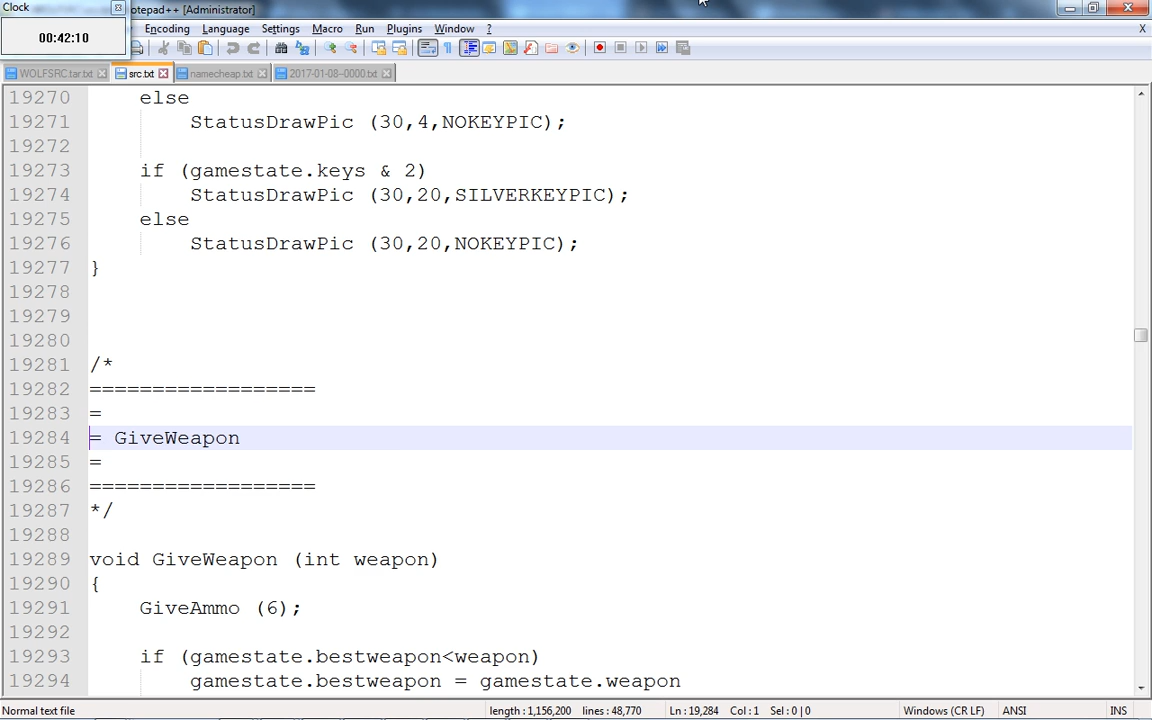 Clock
otepad++ [Administrator]
00:42:10
Encoding Language Settings Macro Run Plugins Window ? X
WOLFSRC.tar.txt src.txt namecheap.txt 2017-01-08--0000.txt
19270 else
19271 StatusDrawPic (30,4,NOKEYPIC);
19272
19273 if (gamestate.keys & 2)
19274 StatusDrawPic (30,20,SILVERKEYPIC);
19275 else
19276 StatusDrawPic (30,20,NOKEYPIC);
19277 }
19278
19279
19280
19281 /*
19282 ==================
19283 =
19284 = GiveWeapon
19285 =
19286 ==================
19287 */
19288
19289 void GiveWeapon (int weapon)
19290 {
19291 GiveAmmo (6);
19292
19293 if (gamestate.bestweapon<weapon)
19294 gamestate.bestweapon = gamestate.weapon
Normal text file length : 1,156,200 lines : 48,770 Ln : 19,284 Col : 1 Sel : 0 | 0 Windows (CR LF) ANSI INS